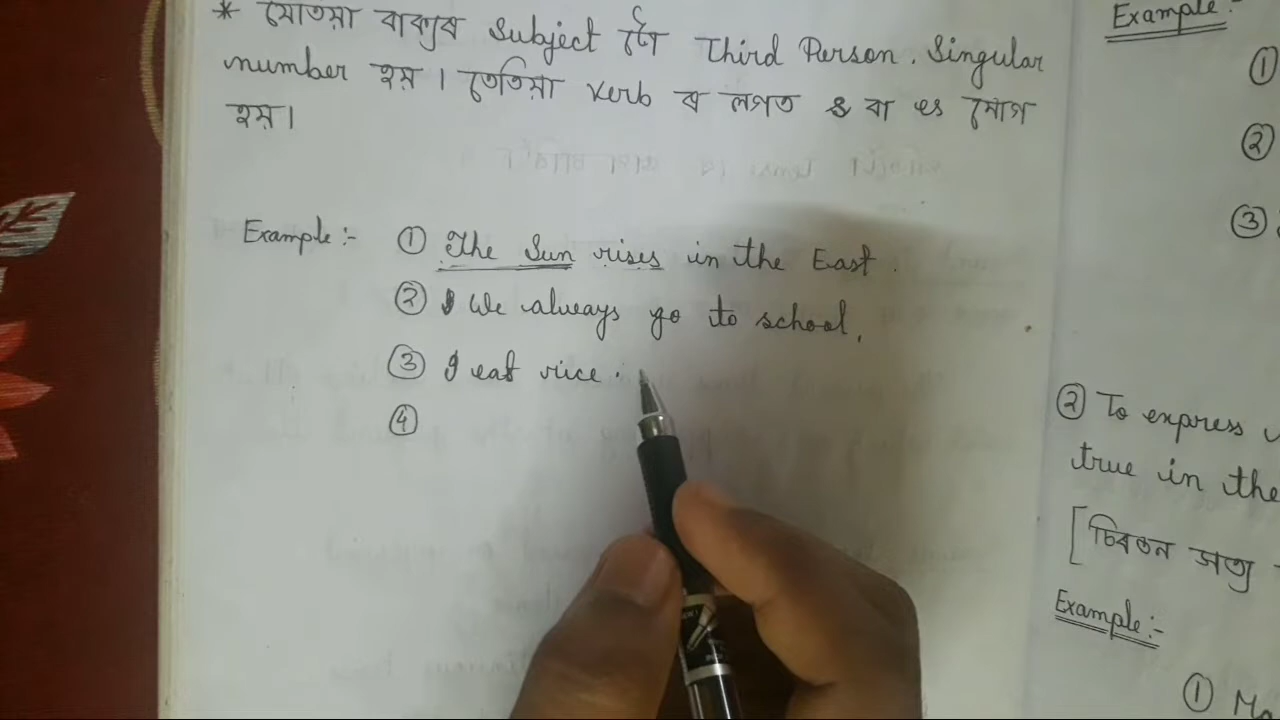 * যেতিয়া বাক্যৰ Subject টো Third Person, Singular
number হয়। তেতিয়া Verb ৰ লগত s বা es যোগ
হয়।
Example :- ① The Sun rises in the East.
② We always go to school.
③ I eat rice.
④
Example :-
①
②
③
② To express
true in the
[চিৰন্তন সত্য
Example :-
①